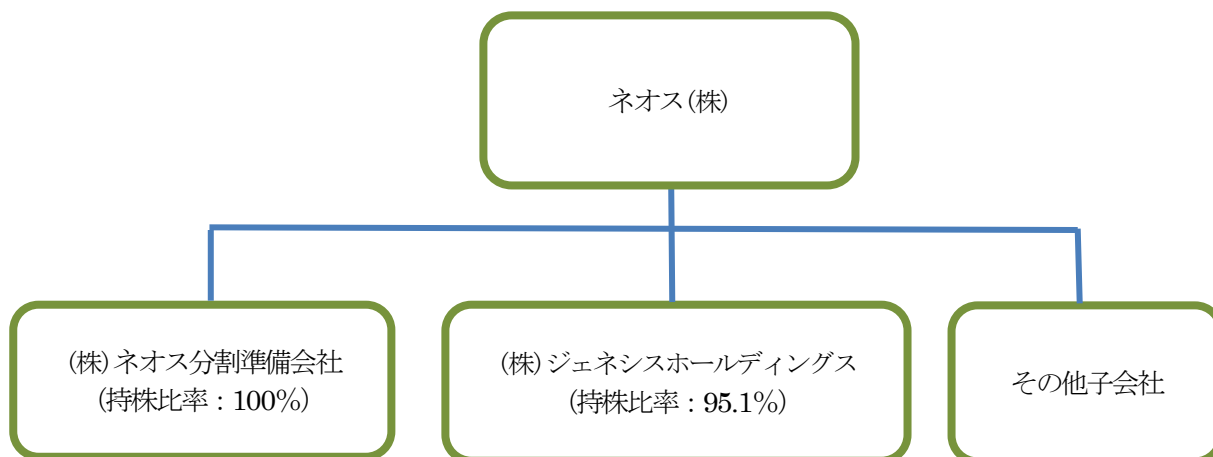 ネオス(株)
(株)ネオス分割準備会社
(持株比率：100%)
(株)ジェネシスホールディングス
(持株比率：95.1%)
その他子会社